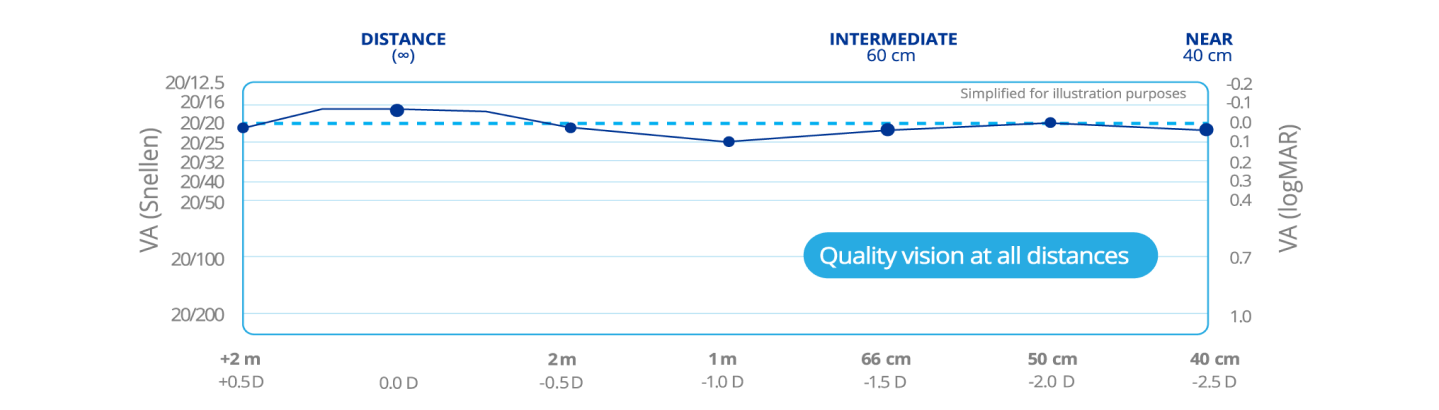 DISTANCE
(∞)
INTERMEDIATE
60 cm
NEAR
40 cm
VA (Snellen)
20/12.5
20/16
20/20
20/25
20/32
20/40
20/50
20/100
20/200
Simplified for illustration purposes
Quality vision at all distances
-0.2
-0.1
0.0
0.1
0.2
0.3
0.4
0.7
1.0
VA (logMAR)
+2 m
2m
1m
66 cm
50 cm
40 cm
+0.5D
0.0 D
-0.5D
-1.0 D
-1.5 D
-2.0 D
-2.5 D